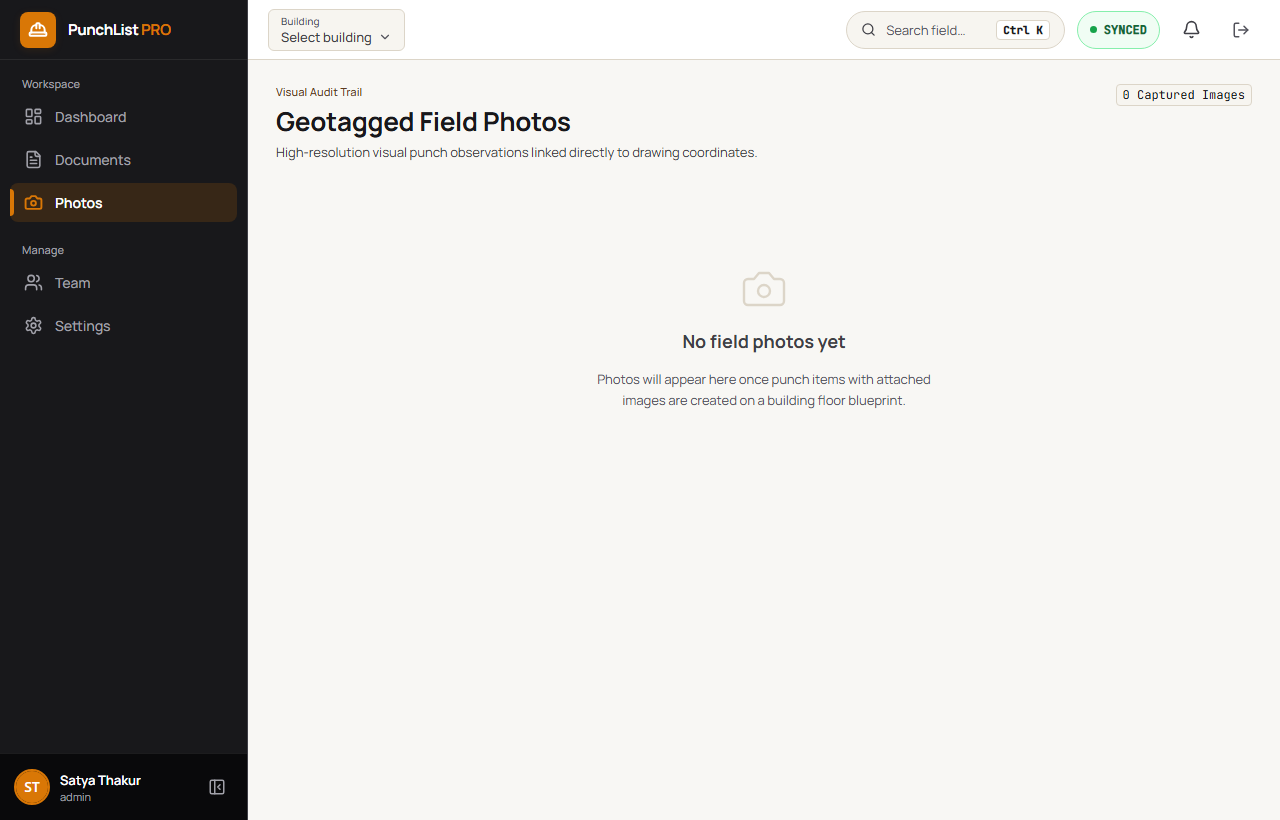 PunchList PRO
Workspace
Dashboard
Documents
Photos
Manage
Team
Settings
ST
Satya Thakur
admin
Building
Select building
Search field...
Ctrl K
SYNCED
Visual Audit Trail
0 Captured Images
Geotagged Field Photos
High-resolution visual punch observations linked directly to drawing coordinates.
No field photos yet
Photos will appear here once punch items with attached
images are created on a building floor blueprint.